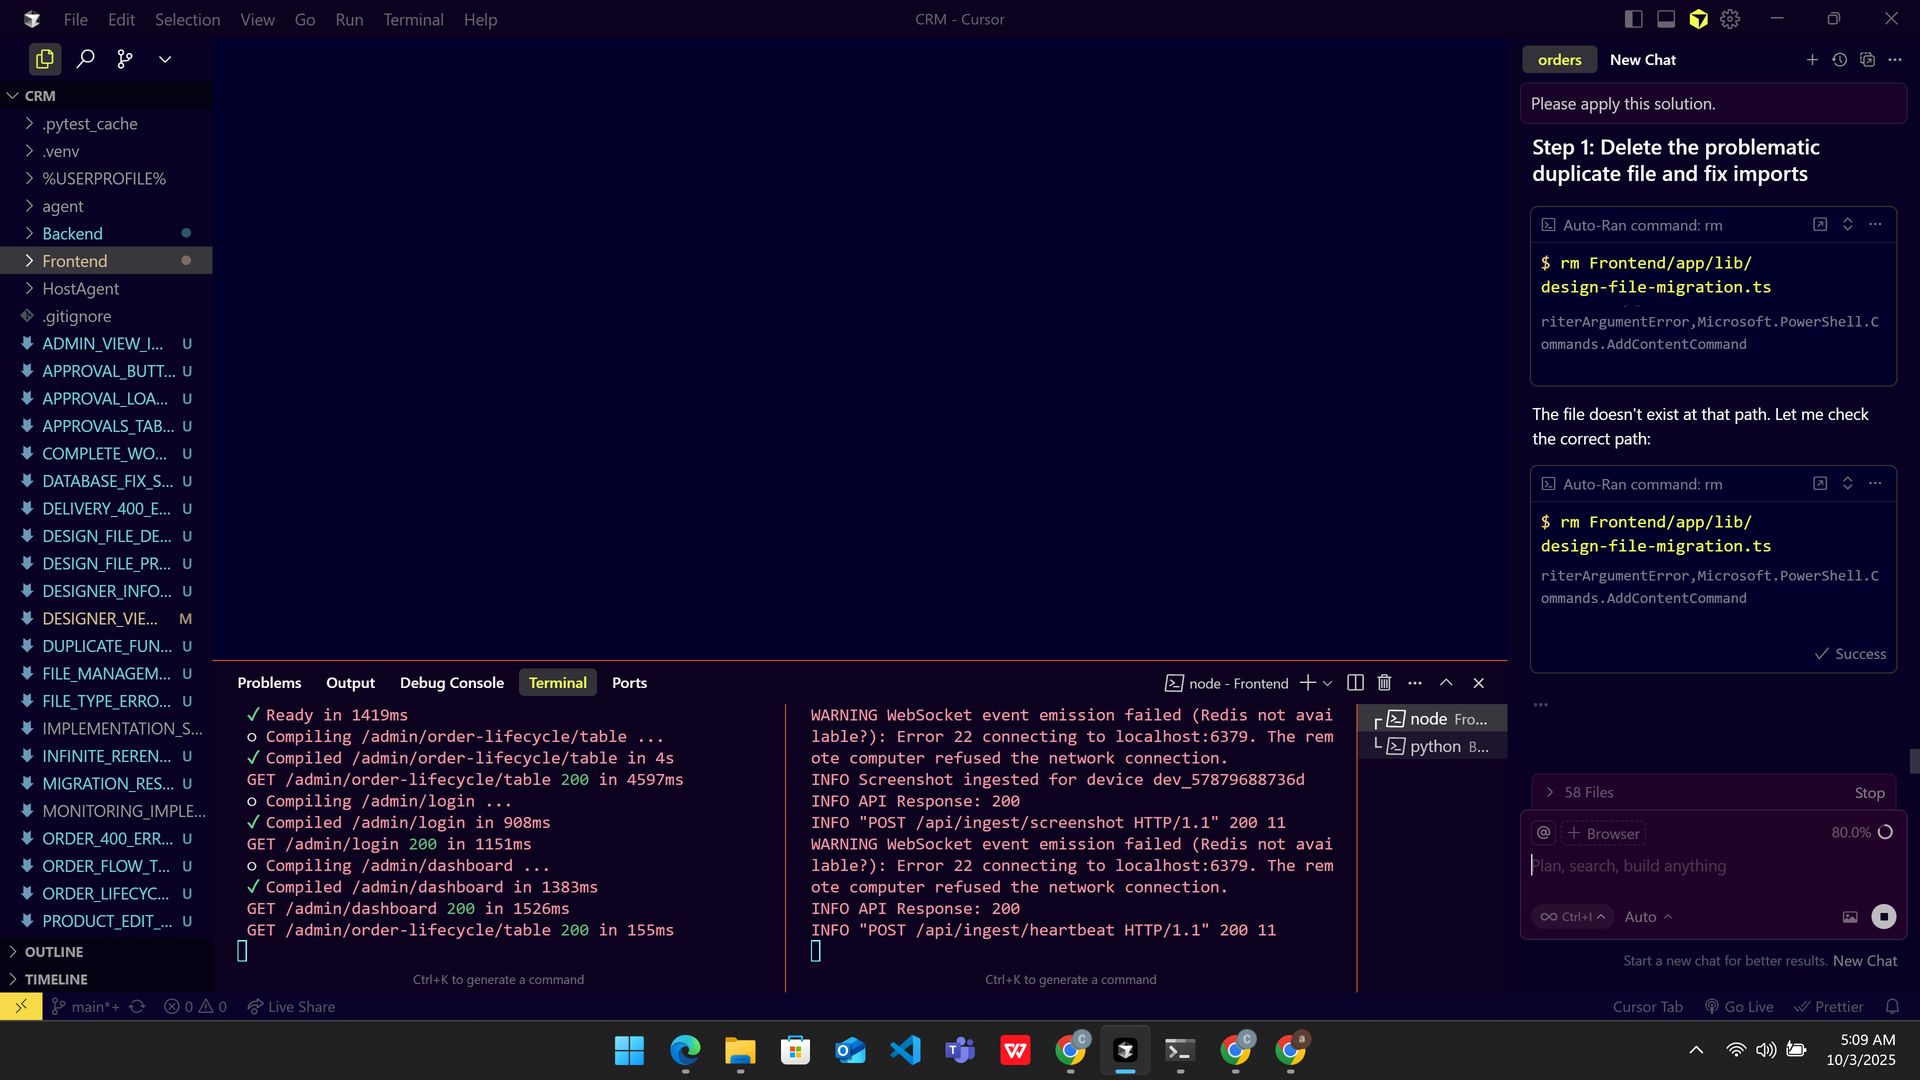 File Edit Selection View Go Run Terminal Help
CRM - Cursor
CRM
.pytest_cache
.venv
%USERPROFILE%
agent
Backend
Frontend
HostAgent
.gitignore
ADMIN_VIEW_I... U
APPROVAL_BUTT... U
APPROVAL_LOA... U
APPROVALS_TAB... U
COMPLETE_WO... U
DATABASE_FIX_S... U
DELIVERY_400_E... U
DESIGN_FILE_DE... U
DESIGN_FILE_PR... U
DESIGNER_INFO... U
DESIGNER_VIE... M
DUPLICATE_FUN... U
FILE_MANAGEM... U
FILE_TYPE_ERRO... U
IMPLEMENTATION_S...
INFINITE_REREN... U
MIGRATION_RES... U
MONITORING_IMPLE...
ORDER_400_ERR... U
ORDER_FLOW_T... U
ORDER_LIFECYC... U
PRODUCT_EDIT_... U
OUTLINE
TIMELINE
Problems Output Debug Console Terminal Ports
node - Frontend
✓ Ready in 1419ms
○ Compiling /admin/order-lifecycle/table ...
✓ Compiled /admin/order-lifecycle/table in 4s
GET /admin/order-lifecycle/table 200 in 4597ms
○ Compiling /admin/login ...
✓ Compiled /admin/login in 908ms
GET /admin/login 200 in 1151ms
○ Compiling /admin/dashboard ...
✓ Compiled /admin/dashboard in 1383ms
GET /admin/dashboard 200 in 1526ms
GET /admin/order-lifecycle/table 200 in 155ms
Ctrl+K to generate a command
WARNING WebSocket event emission failed (Redis not avai
lable?): Error 22 connecting to localhost:6379. The rem
ote computer refused the network connection.
INFO Screenshot ingested for device dev_57879688736d
INFO API Response: 200
INFO "POST /api/ingest/screenshot HTTP/1.1" 200 11
WARNING WebSocket event emission failed (Redis not avai
lable?): Error 22 connecting to localhost:6379. The rem
ote computer refused the network connection.
INFO API Response: 200
INFO "POST /api/ingest/heartbeat HTTP/1.1" 200 11
Ctrl+K to generate a command
node Fro...
python B...
orders New Chat
Please apply this solution.
Step 1: Delete the problematic
duplicate file and fix imports
Auto-Ran command: rm
$ rm Frontend/app/lib/
design-file-migration.ts
riterArgumentError,Microsoft.PowerShell.C
ommands.AddContentCommand
The file doesn't exist at that path. Let me check
the correct path:
Auto-Ran command: rm
$ rm Frontend/app/lib/
design-file-migration.ts
riterArgumentError,Microsoft.PowerShell.C
ommands.AddContentCommand
Success
58 Files Stop
@ Browser 80.0%
Plan, search, build anything
∞ Ctrl+I Auto
Start a new chat for better results. New Chat
main*+ 0 0 Live Share
Cursor Tab Go Live Prettier
5:09 AM
10/3/2025